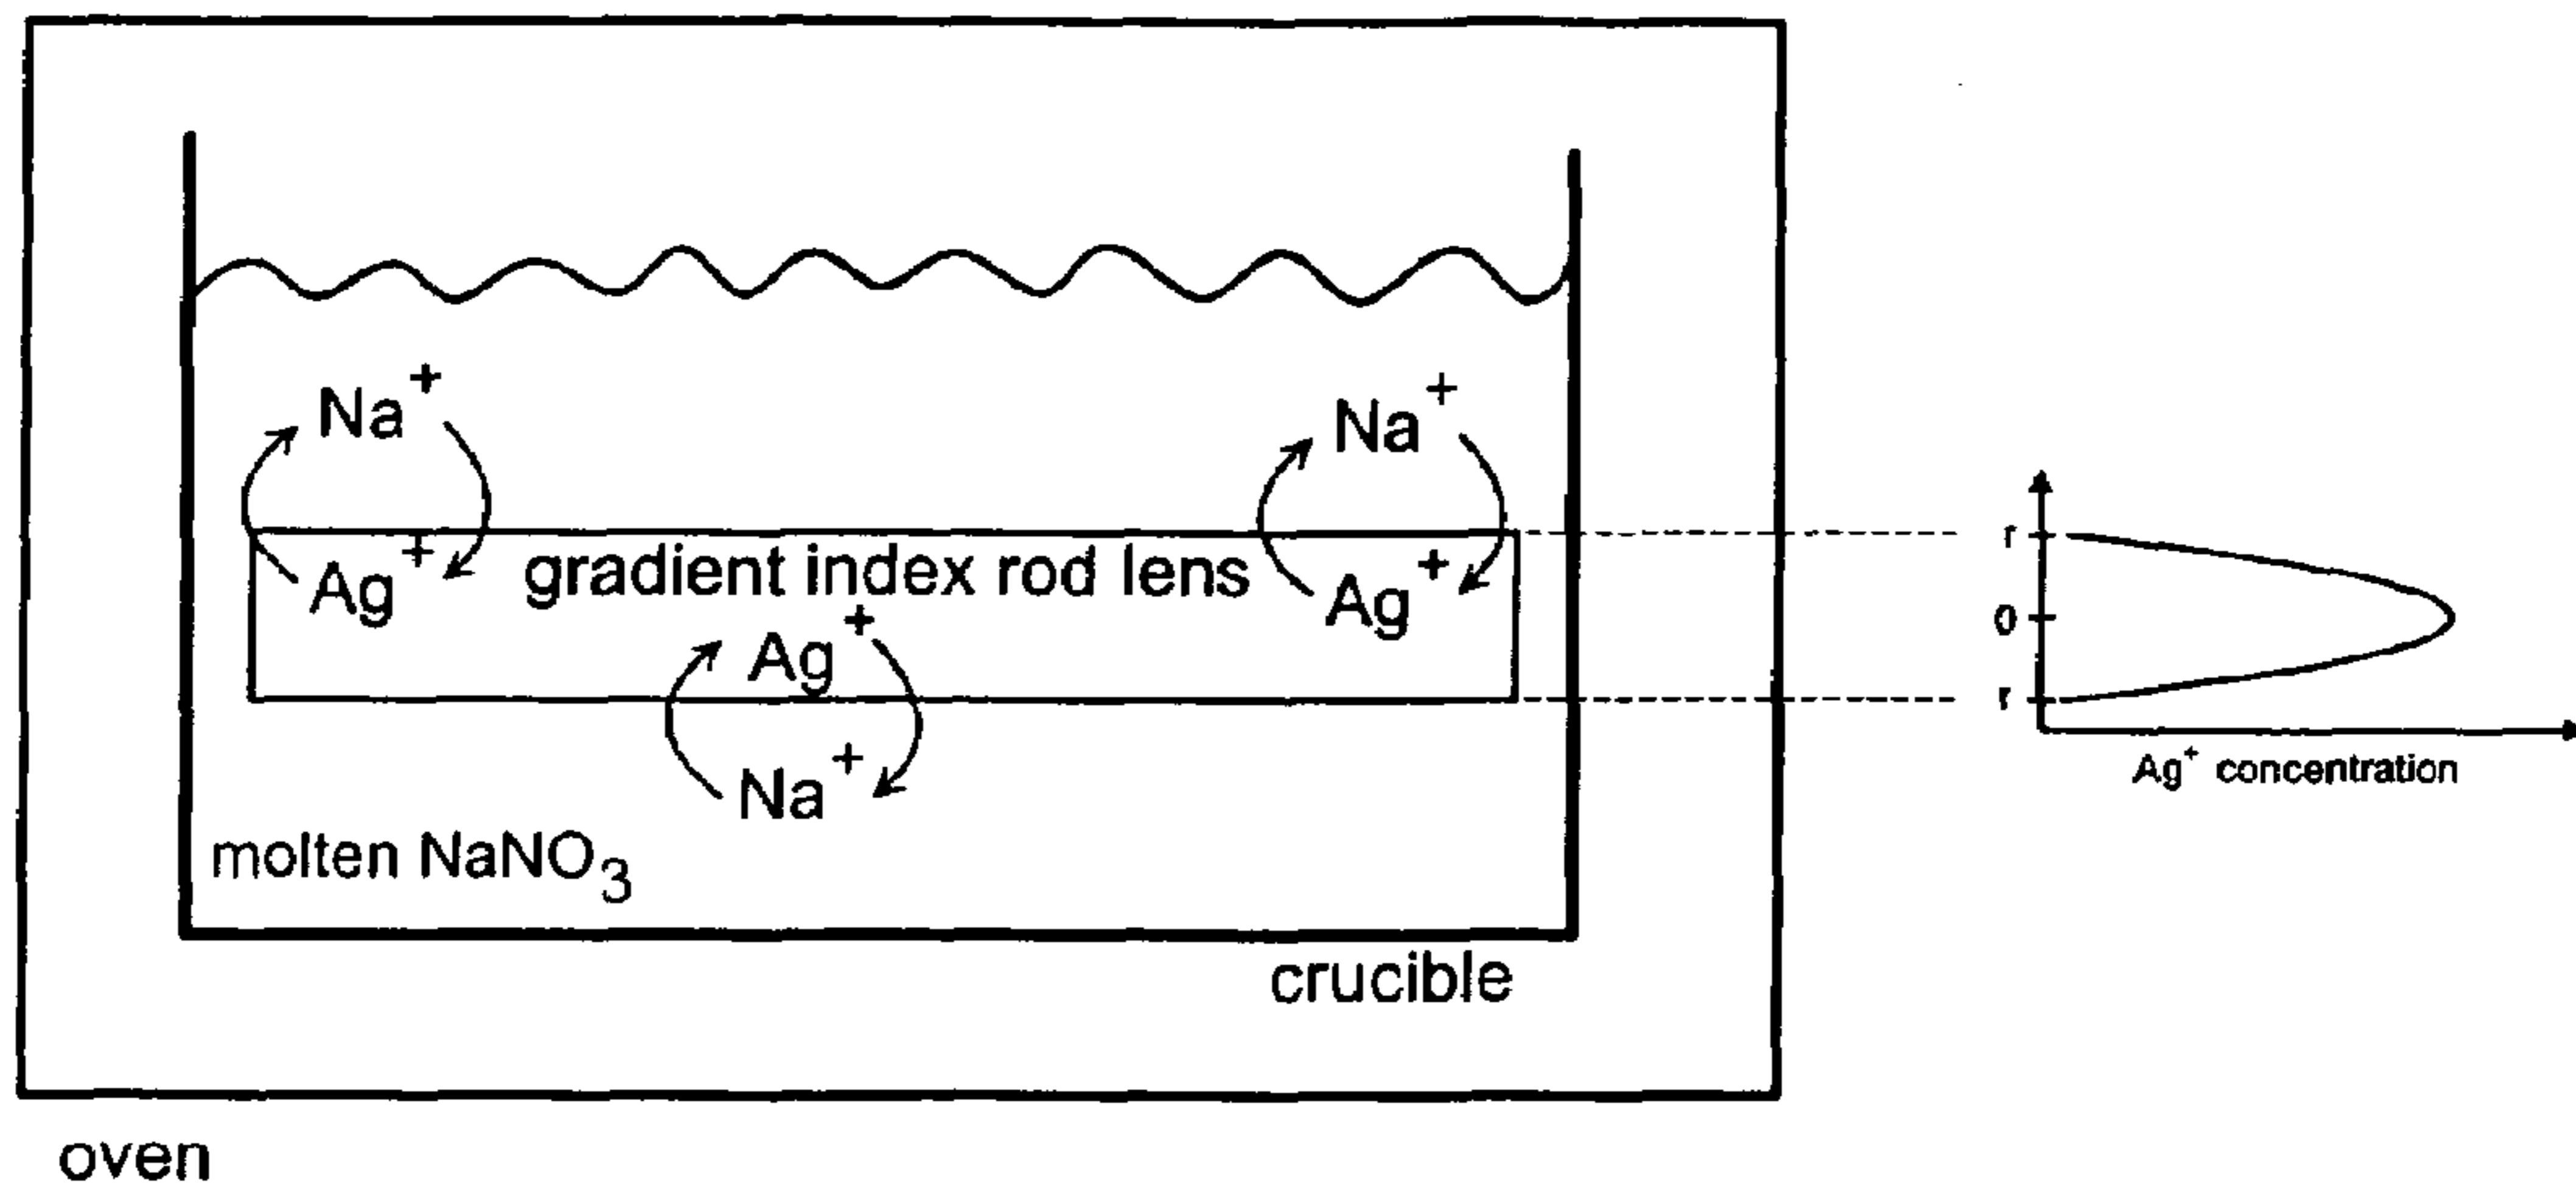 Na+
Na+
Ag+
gradient index rod lens
Ag+
Ag+
Na+
molten NaNO3
crucible
oven
r
0
r
Ag+ concentration